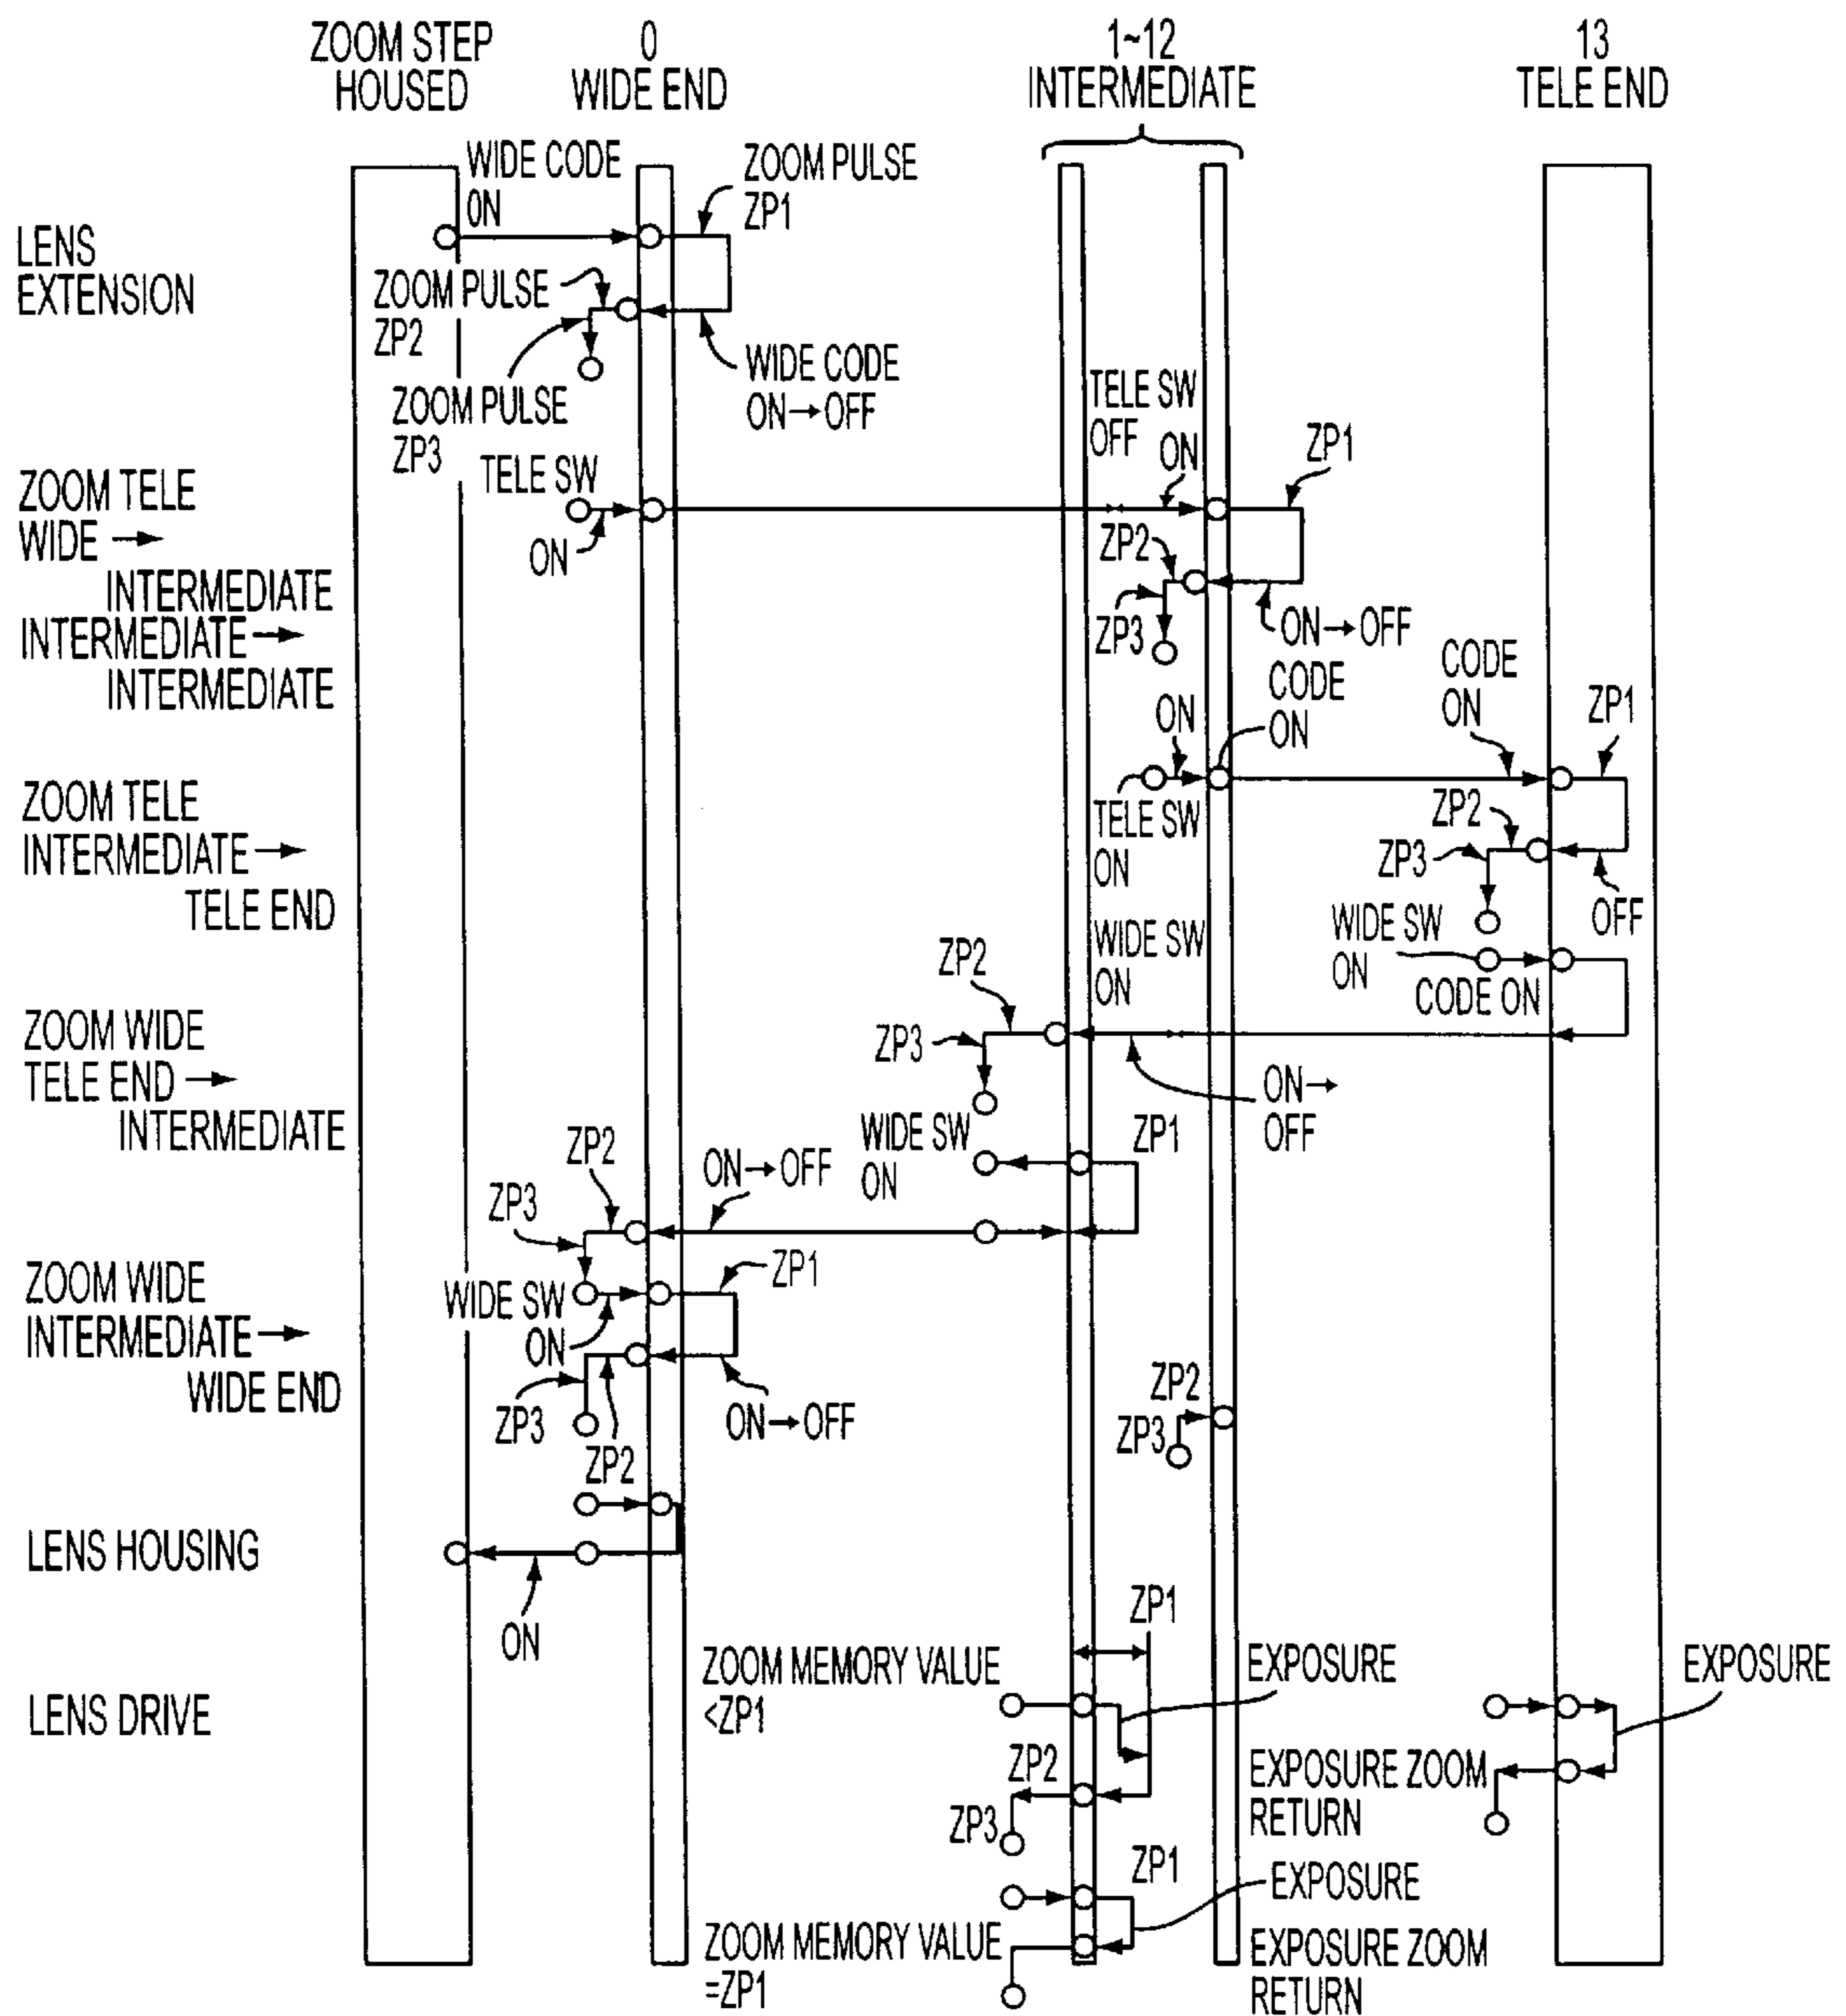 ZOOM STEP
HOUSED
0
WIDE END
1~12
INTERMEDIATE
13
TELE END
LENS
EXTENSION
WIDE CODE
ON
ZOOM PULSE
ZP1
ZOOM PULSE
ZP2
ZOOM PULSE
ZP3
WIDE CODE
ON→OFF
ZOOM TELE
WIDE →
INTERMEDIATE
INTERMEDIATE →
INTERMEDIATE
TELE SW
ON
TELE SW
OFF
ON
ZP1
ZP2
ZP3
ON→OFF
ZOOM TELE
INTERMEDIATE →
TELE END
ON
CODE
ON
CODE
ON
ZP1
TELE SW
ON
ZP2
ZP3
OFF
ZOOM WIDE
TELE END →
INTERMEDIATE
WIDE SW
ON
CODE ON
WIDE SW
ON
ZP2
ZP3
ON→
OFF
WIDE SW
ON
ZP1
ZOOM WIDE
INTERMEDIATE →
WIDE END
ZP2
ZP3
ON→OFF
WIDE SW
ON
ZP1
ZP3
ZP2
ON→OFF
ZP2
ZP3
LENS HOUSING
ON
LENS DRIVE
ZOOM MEMORY VALUE
<ZP1
ZP1
EXPOSURE
EXPOSURE
ZP2
ZP3
EXPOSURE ZOOM
RETURN
ZP1
EXPOSURE
ZOOM MEMORY VALUE
=ZP1
EXPOSURE ZOOM
RETURN